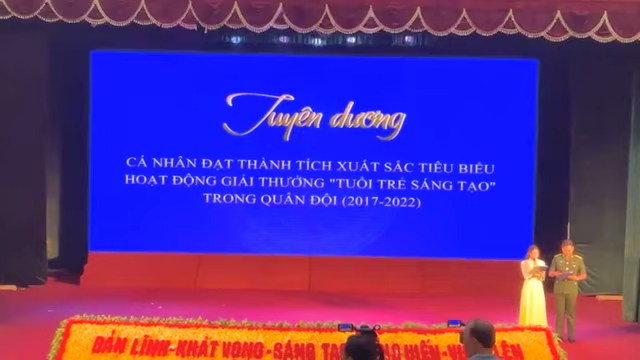 Tuyên dương
CÁ NHÂN ĐẠT THÀNH TÍCH XUẤT SẮC TIÊU BIỂU
HOẠT ĐỘNG GIẢI THƯỞNG "TUỔI TRẺ SÁNG TẠO"
TRONG QUÂN ĐỘI (2017-2022)
BẢN LĨNH-KHÁT VỌNG-SÁNG TẠO HIẾN-